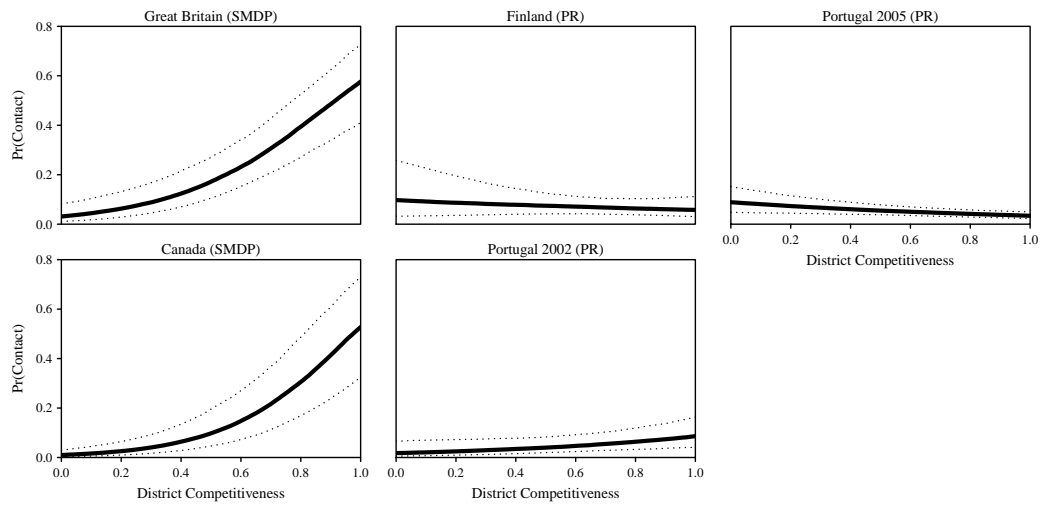 Great Britain (SMDP)
Finland (PR)
Portugal 2005 (PR)
0.8
0.6
0.4
0.2
0.0
Pr(Contact)
0.0 0.2 0.4 0.6 0.8 1.0
District Competitiveness
Canada (SMDP)
Portugal 2002 (PR)
0.8
0.6
0.4
0.2
0.0
Pr(Contact)
0.0 0.2 0.4 0.6 0.8 1.0
District Competitiveness
0.0 0.2 0.4 0.6 0.8 1.0
District Competitiveness